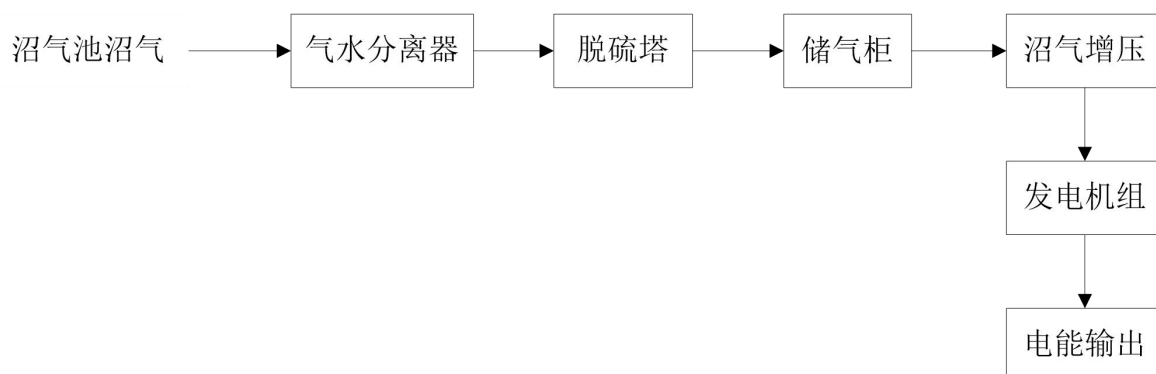 沼气池沼气
气水分离器
脱硫塔
储气柜
沼气增压
发电机组
电能输出